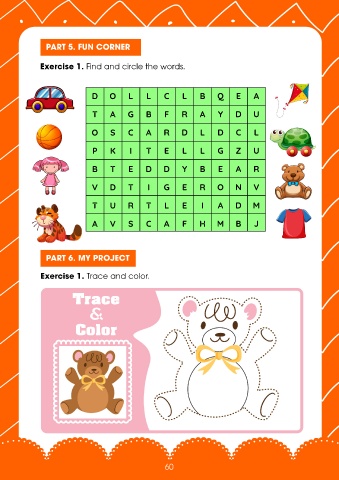 PART 5. FUN CORNER
Exercise 1. Find and circle the words.
D O L L C L B Q E A
T A G B F R A Y D U
O S C A R D L D C L
P K I T E L L G Z U
B T E D D Y B E A R
V D T I G E R O N V
T U R T L E I A D M
A V S C A F H M B J
PART 6. MY PROJECT
Exercise 1. Trace and color.
Trace
&
Color
60